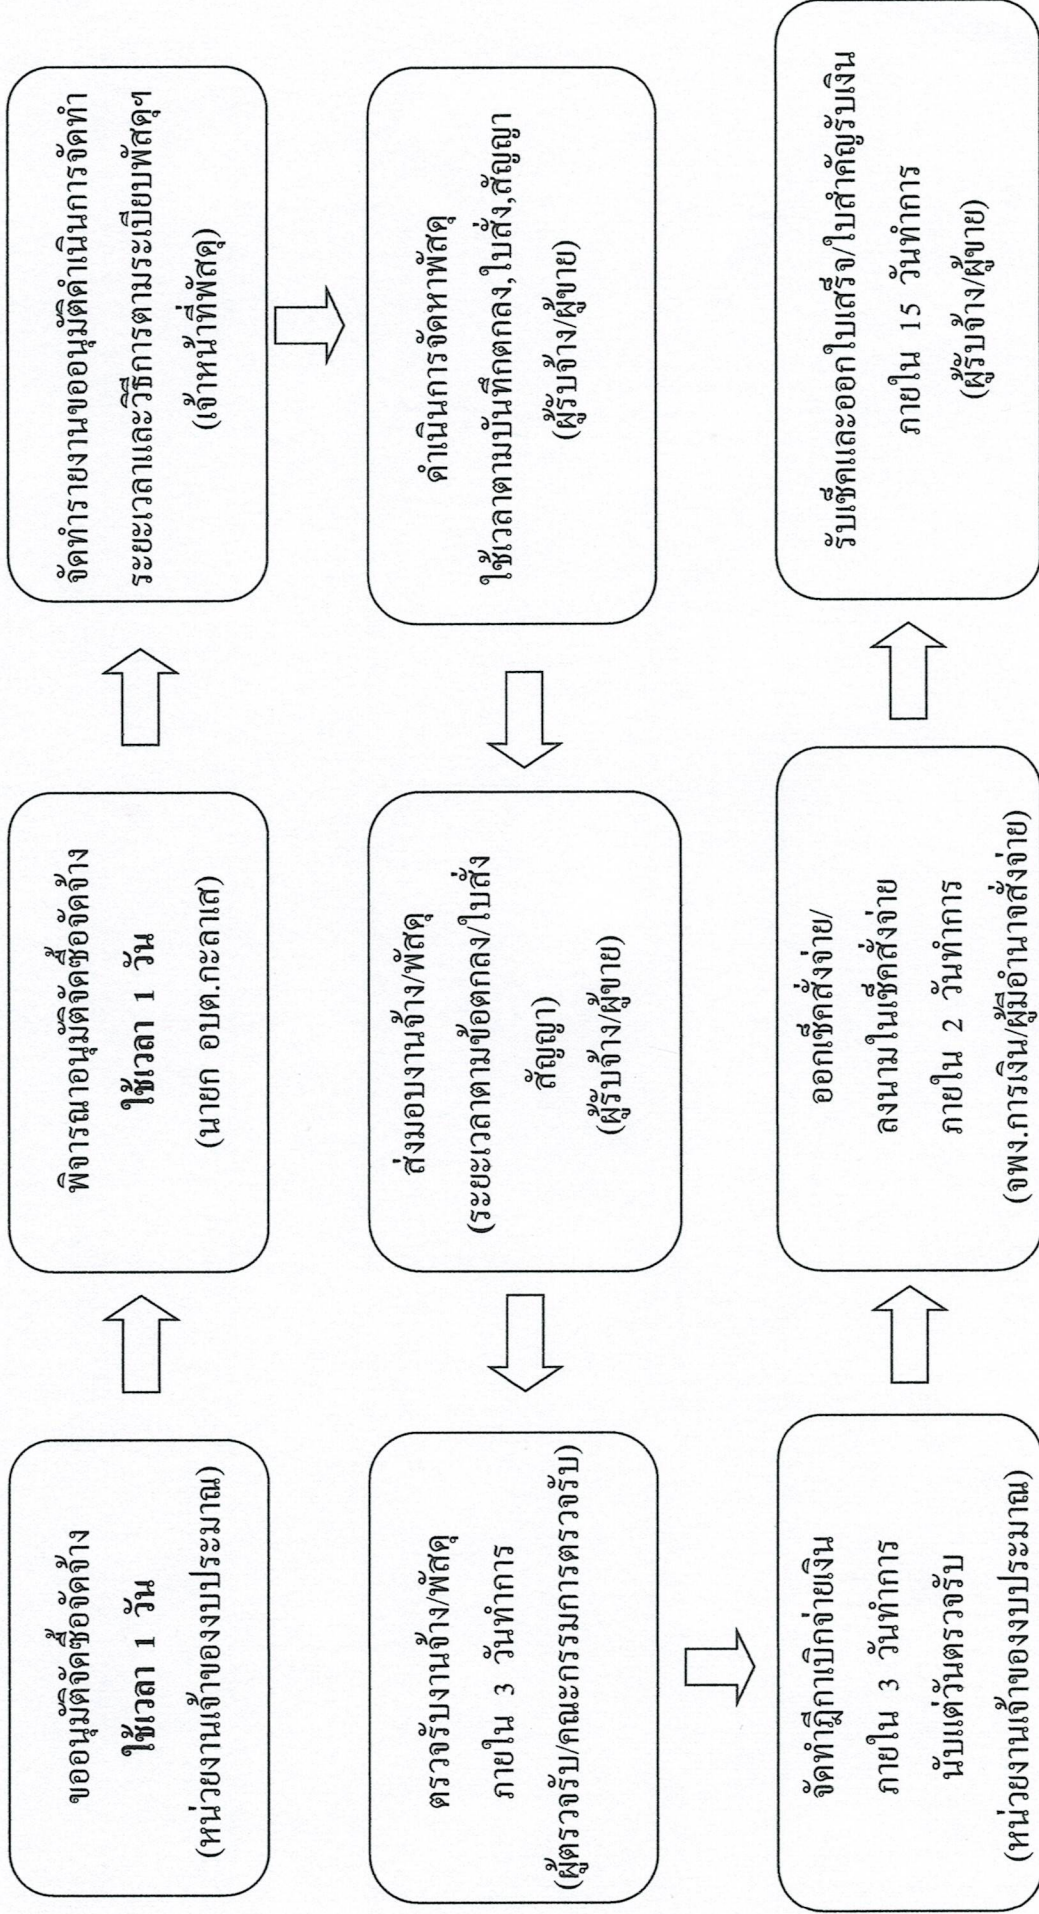 ขออนุมัติจัดซื้อจัดจ้าง
ใช้เวลา 1 วัน
(หน่วยงานเจ้าของงบประมาณ)
พิจารณาอนุมัติจัดซื้อจัดจ้าง
ใช้เวลา 1 วัน
(นายก อบต.กะลาเส)
จัดทำรายงานขออนุมัติดำเนินการจัดทำ
ระยะเวลาและวิธีการตามระเบียบพัสดุฯ
(เจ้าหน้าที่พัสดุ)
ดำเนินการจัดหาพัสดุ
ใช้เวลาตามบันทึกตกลง,ใบสั่ง,สัญญา
(ผู้รับจ้าง/ผู้ขาย)
ส่งมอบงานจ้าง/พัสดุ
(ระยะเวลาตามข้อตกลง/ใบสั่ง
สัญญา)
(ผู้รับจ้าง/ผู้ขาย)
ตรวจรับงานจ้าง/พัสดุ
ภายใน 3 วันทำการ
(ผู้ตรวจรับ/คณะกรรมการตรวจรับ)
จัดทำฎีกาเบิกจ่ายเงิน
ภายใน 3 วันทำการ
นับแต่วันตรวจรับ
(หน่วยงานเจ้าของงบประมาณ)
ออกเช็คสั่งจ่าย/
ลงนามในเช็คสั่งจ่าย
ภายใน 2 วันทำการ
(จพง.การเงิน/ผู้มีอำนาจสั่งจ่าย)
รับเช็คและออกใบเสร็จ/ใบสำคัญรับเงิน
ภายใน 15 วันทำการ
(ผู้รับจ้าง/ผู้ขาย)